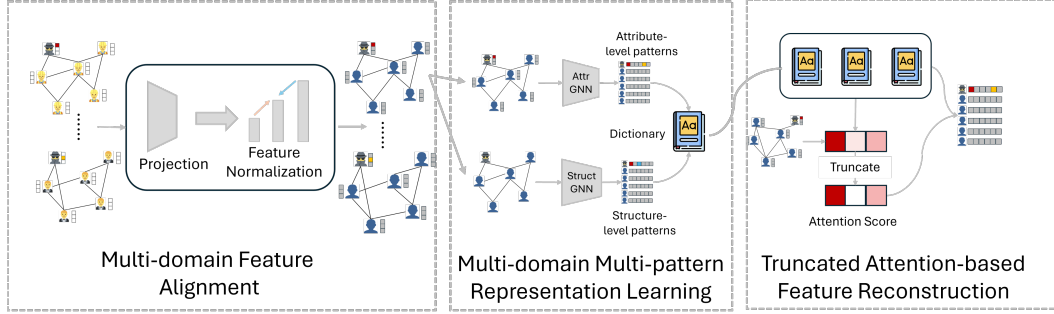 Projection
Feature
Normalization
Multi-domain Feature
Alignment
Attribute-
level patterns
Attr
GNN
Dictionary
Aa
Struct
GNN
Structure-
level patterns
Multi-domain Multi-pattern
Representation Learning
Aa
Aa
Aa
Truncate
Attention Score
Truncated Attention-based
Feature Reconstruction